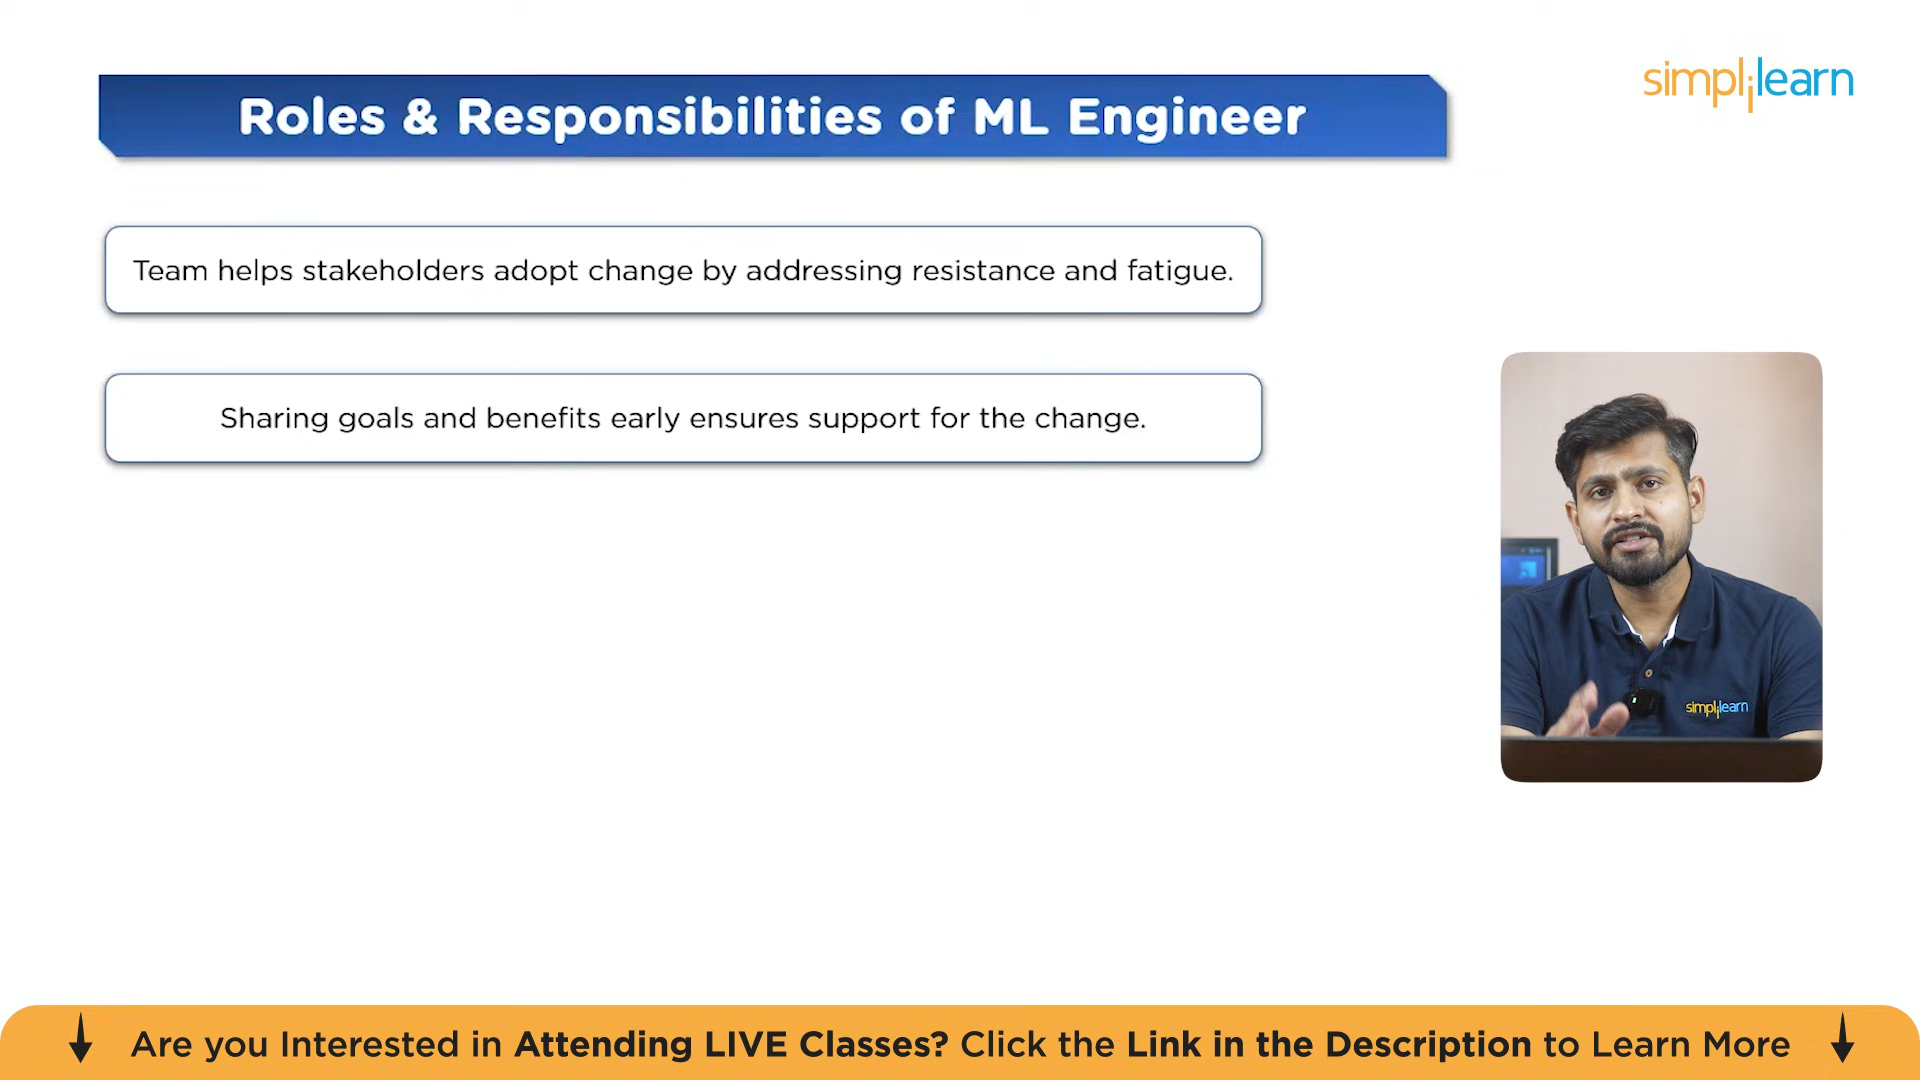 simplilearn
Roles & Responsibilities of ML Engineer
Team helps stakeholders adopt change by addressing resistance and fatigue.
Sharing goals and benefits early ensures support for the change.
simplilearn
Are you Interested in Attending LIVE Classes? Click the Link in the Description to Learn More